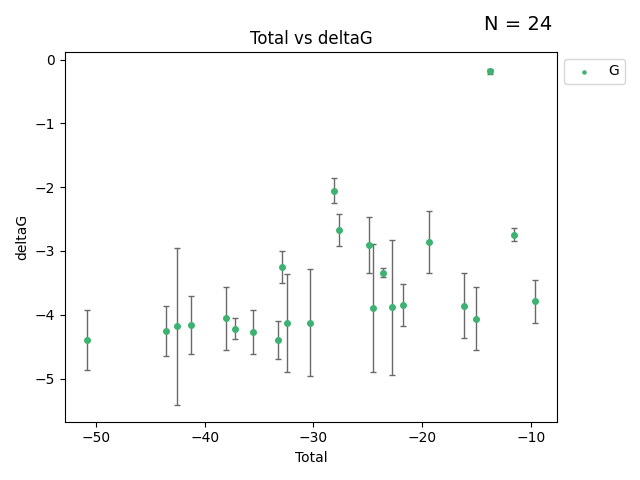 N = 24
Total vs deltaG
G
0
−1
−2
−3
−4
−5
deltaG
−50 −40 −30 −20 −10
Total